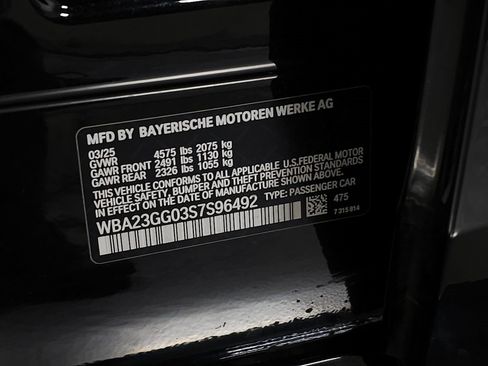 MFD BY BAYERISCHE MOTOREN WERKE AG
03/25
GVWR 4575 lbs 2075 kg
GAWR FRONT 2491 lbs 1130 kg
GAWR REAR 2326 lbs 1055 kg
THIS VEHICLE CONFORMS TO ALL APPLICABLE U.S.FEDERAL MOTOR
VEHICLE SAFETY, BUMPER AND THEFT PREVENTION STANDARDS
IN EFFECT ON THE DATE OF MANUFACTURE SHOWN ABOVE.
WBA23GG03S7S96492 TYPE: PASSENGER CAR
475
7 315 814